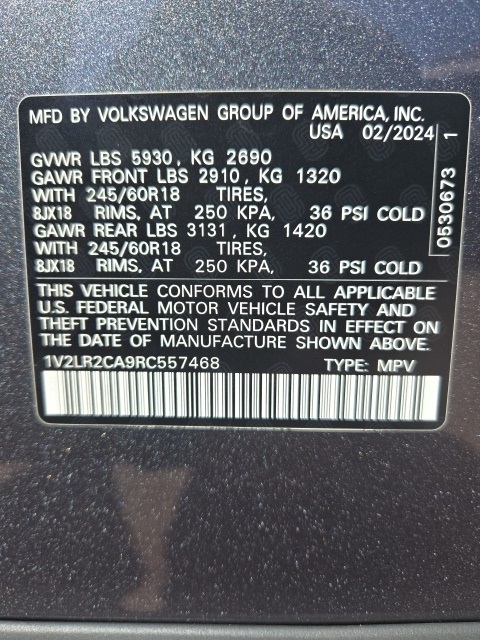 MFD BY VOLKSWAGEN GROUP OF AMERICA, INC.
USA 02/2024
GVWR LBS 5930, KG 2690
GAWR FRONT LBS 2910, KG 1320
WITH 245/60R18 TIRES,
8JX18 RIMS, AT 250 KPA, 36 PSI COLD
GAWR REAR LBS 3131, KG 1420
WITH 245/60R18 TIRES,
8JX18 RIMS, AT 250 KPA, 36 PSI COLD
THIS VEHICLE CONFORMS TO ALL APPLICABLE
U.S. FEDERAL MOTOR VEHICLE SAFETY AND
THEFT PREVENTION STANDARDS IN EFFECT ON
THE DATE OF MANUFACTURE SHOWN ABOVE.
1V2LR2CA9RC557468 TYPE: MPV
0530673 1